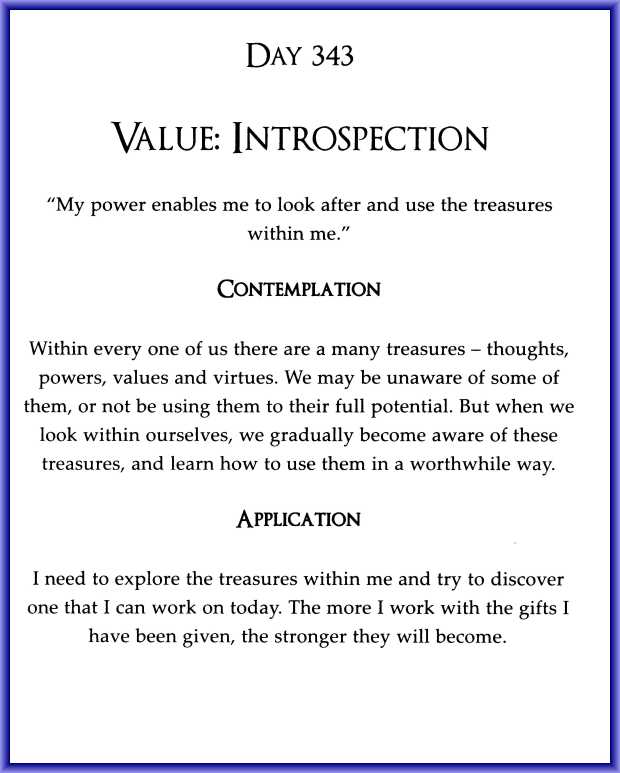 Day 343
Value: Introspection
“My power enables me to look after and use the treasures
within me.”
Contemplation
Within every one of us there are a many treasures – thoughts,
powers, values and virtues. We may be unaware of some of
them, or not be using them to their full potential. But when we
look within ourselves, we gradually become aware of these
treasures, and learn how to use them in a worthwhile way.
Application
I need to explore the treasures within me and try to discover
one that I can work on today. The more I work with the gifts I
have been given, the stronger they will become.